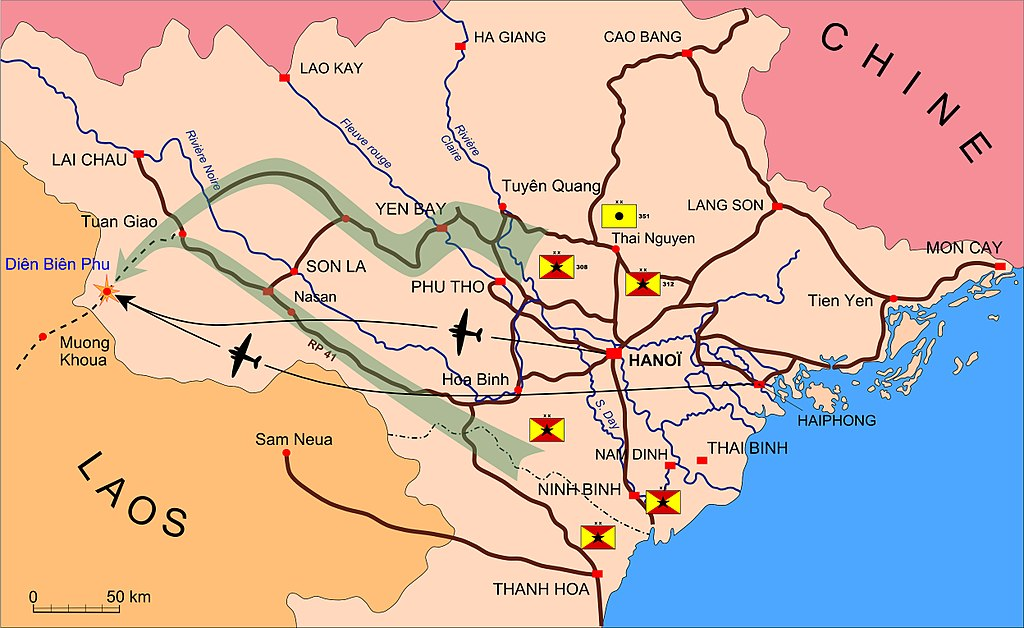 CHINE
HA GIANG
CAO BANG
LAO KAY
Fleuve rouge
Rivière
Claire
Rivière Noire
LAI CHAU
Tuyên Quang
YEN BAY
x x
351
LANG SON
Tuan Giao
Thai Nguyen
MON CAY
Diên Biên Phu
SON LA
x x
308
x x
312
PHU THO
Nasan
Tien Yen
Muong
Khoua
RP 41
HANOÏ
Hoa Binh
S. Day
HAIPHONG
x x
Sam Neua
NAM DINH
THAI BINH
LAOS
NINH BINH
x x
x x
THANH HOA
0 50 km